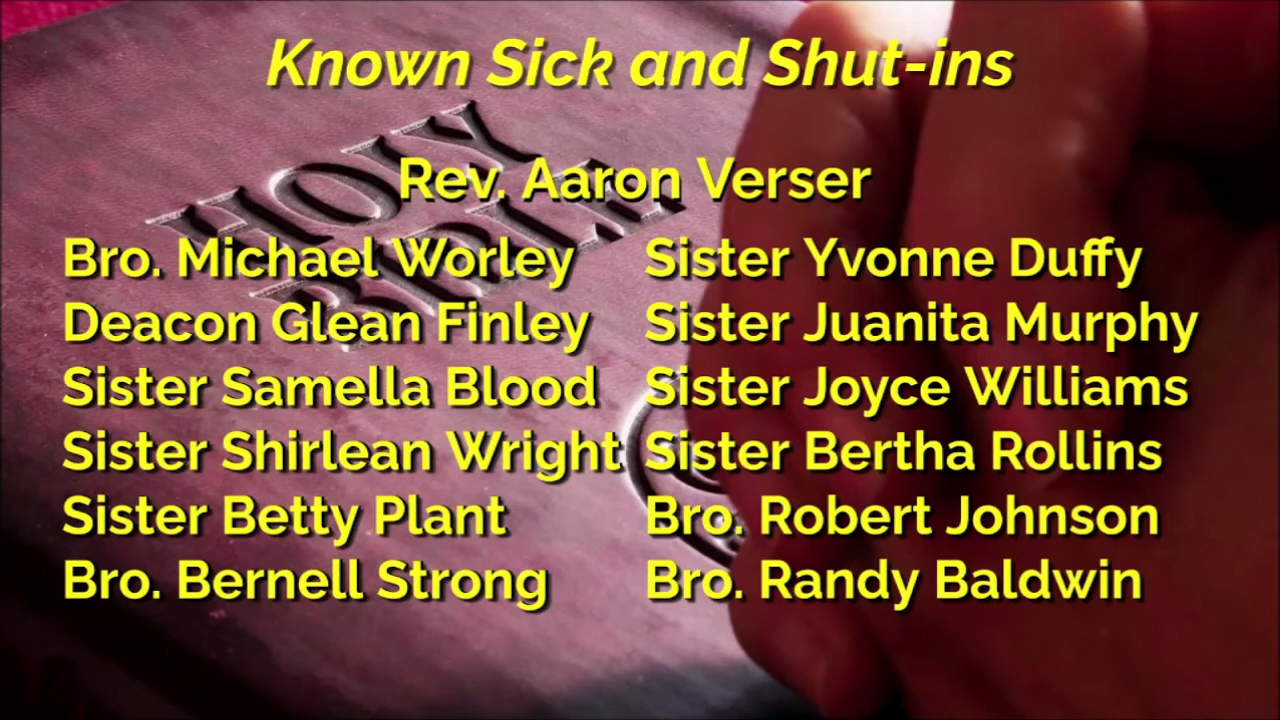 Known Sick and Shut-ins
HOLY
BIBLE
Rev. Aaron Verser
Bro. Michael Worley
Deacon Glean Finley
Sister Samella Blood
Sister Shirlean Wright
Sister Betty Plant
Bro. Bernell Strong
Sister Yvonne Duffy
Sister Juanita Murphy
Sister Joyce Williams
Sister Bertha Rollins
Bro. Robert Johnson
Bro. Randy Baldwin